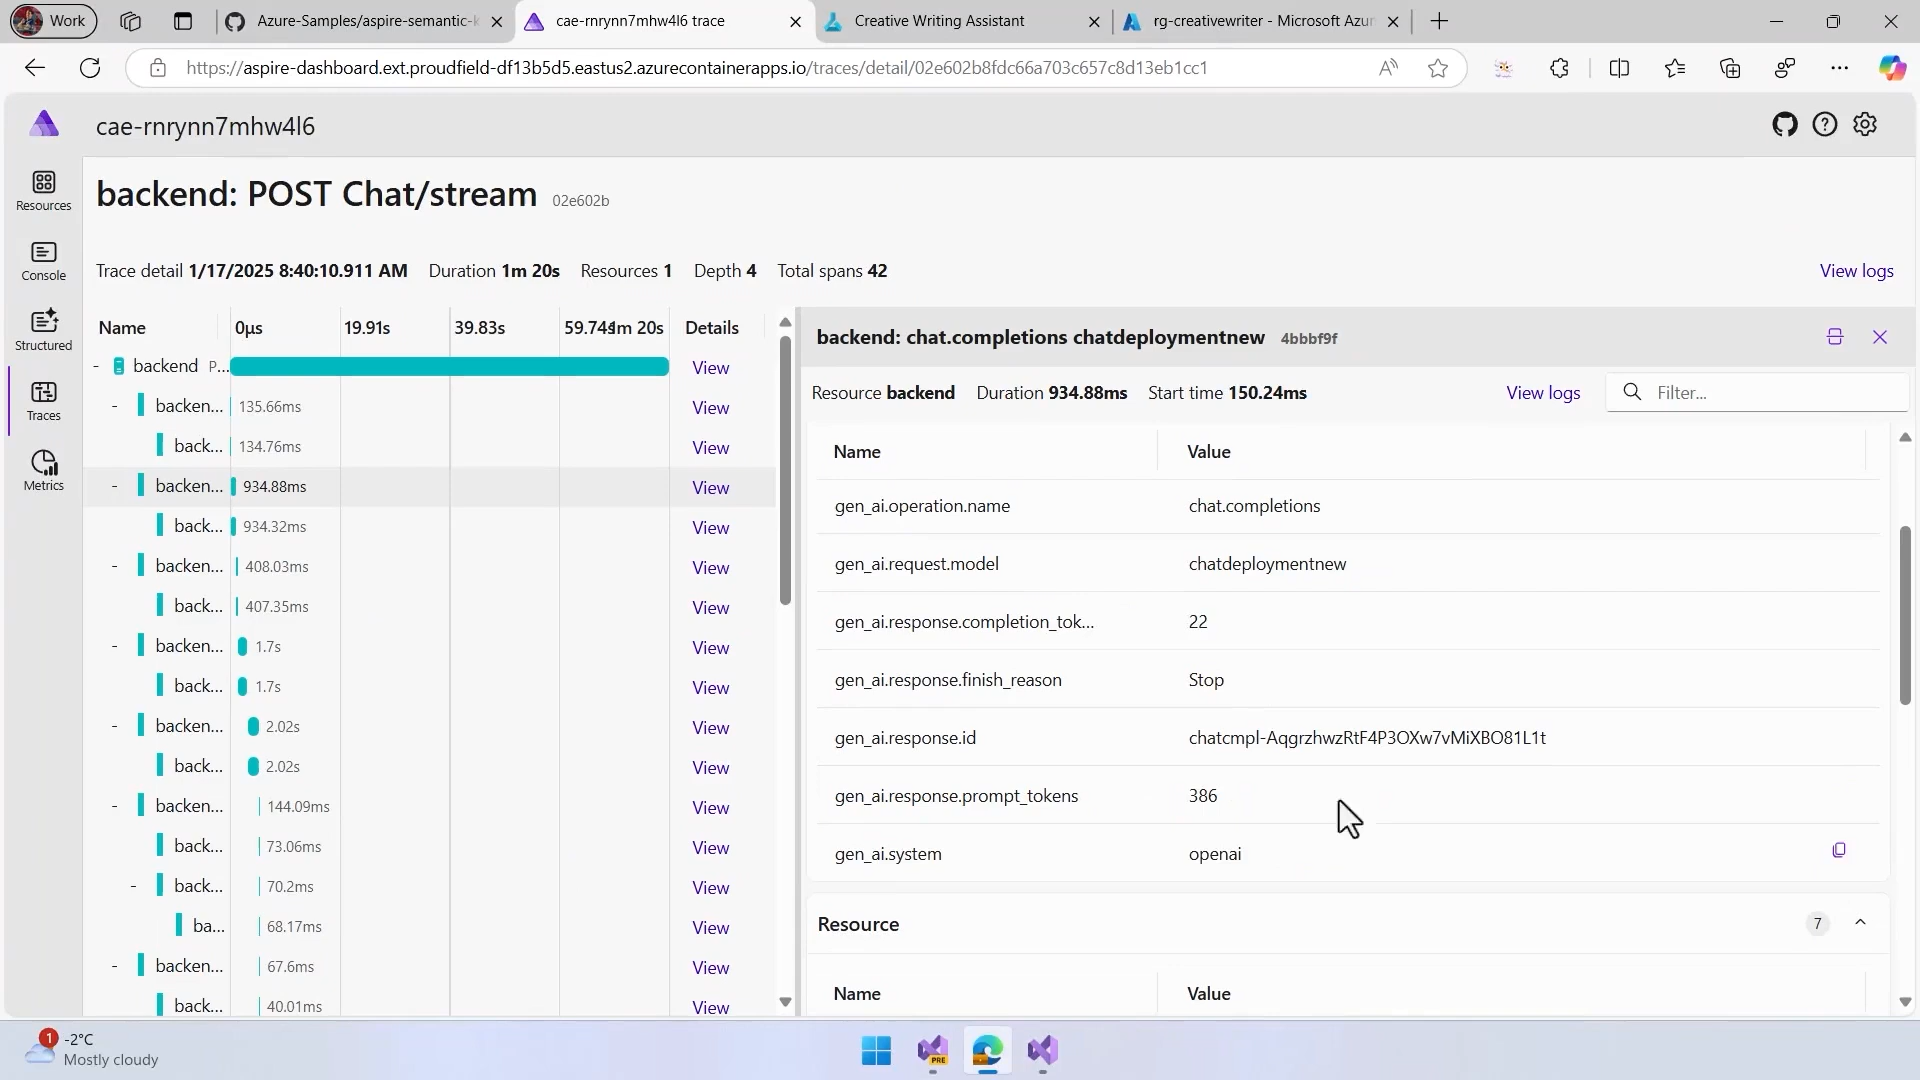 Work
Azure-Samples/aspire-semantic-k
cae-rnrynn7mhw4l6 trace
Creative Writing Assistant
rg-creativewriter - Microsoft Azur
https://aspire-dashboard.ext.proudfield-df13b5d5.eastus2.azurecontainerapps.io/traces/detail/02e602b8fdc66a703c657c8d13eb1cc1
cae-rnrynn7mhw4l6
Resources
Console
Structured
Traces
Metrics
backend: POST Chat/stream 02e602b
Trace detail 1/17/2025 8:40:10.911 AM Duration 1m 20s Resources 1 Depth 4 Total spans 42
View logs
Name 0µs 19.91s 39.83s 59.74s 1m 20s Details
- backend P... View
- backen... 135.66ms View
back... 134.76ms View
- backen... 934.88ms View
back... 934.32ms View
- backen... 408.03ms View
back... 407.35ms View
- backen... 1.7s View
back... 1.7s View
- backen... 2.02s View
back... 2.02s View
- backen... 144.09ms View
back... 73.06ms View
- back... 70.2ms View
ba... 68.17ms View
- backen... 67.6ms View
back... 40.01ms View
backend: chat.completions chatdeploymentnew 4bbbf9f
Resource backend Duration 934.88ms Start time 150.24ms View logs Filter...
Name Value
gen_ai.operation.name chat.completions
gen_ai.request.model chatdeploymentnew
gen_ai.response.completion_tok... 22
gen_ai.response.finish_reason Stop
gen_ai.response.id chatcmpl-AqgrzhwzRtF4P3OXw7vMiXBO81L1t
gen_ai.response.prompt_tokens 386
gen_ai.system openai
Resource 7
Name Value
1
-2°C
Mostly cloudy
PRE